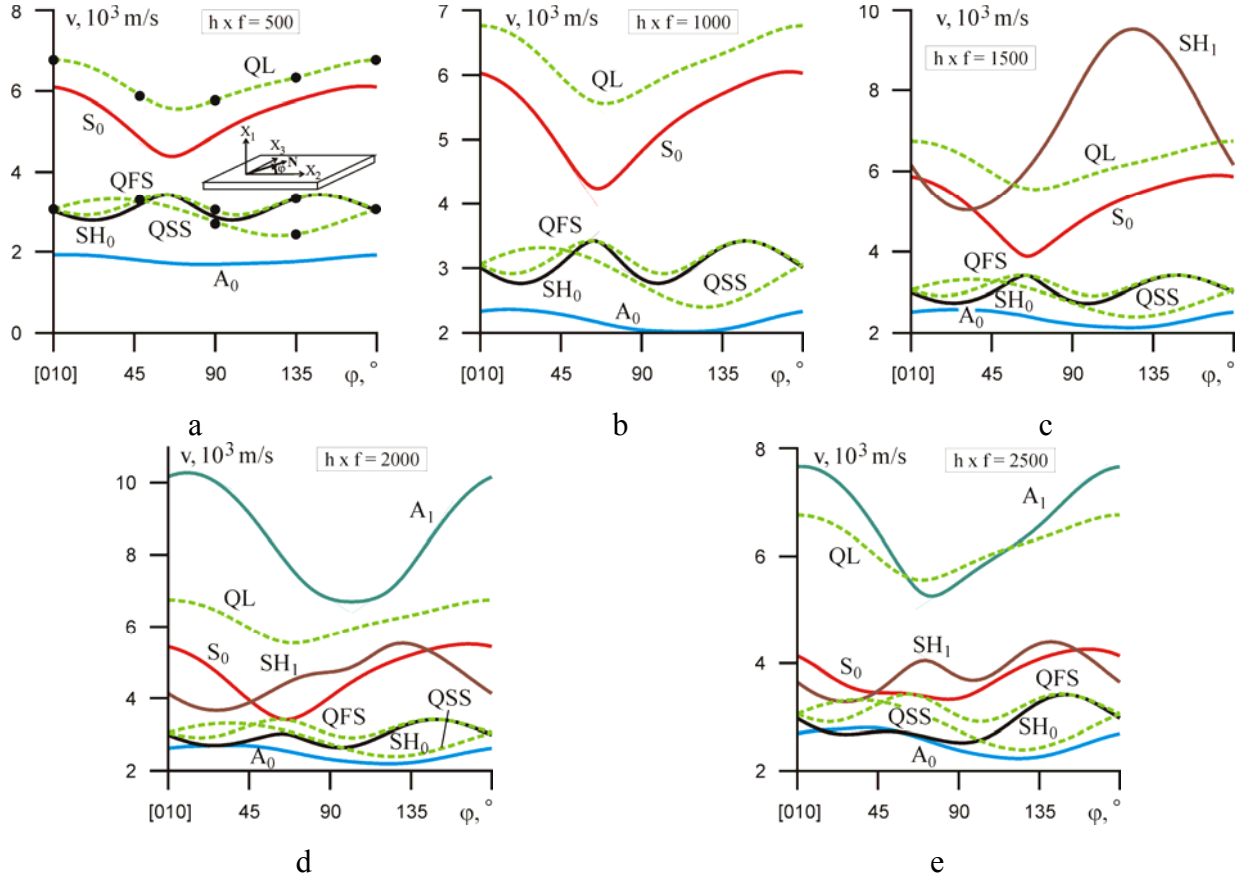 v, 10³ m/s
h x f = 500
8
6
4
2
0
QL
S₀
X₁
X₃
N
φ
X₂
QFS
QSS
SH₀
A₀
[010]
45
90
135
φ, °
a
v, 10³ m/s
h x f = 1000
7
6
5
4
3
2
QL
S₀
SH₀
QSS
A₀
[010]
45
90
135
φ, °
b
v, 10³ m/s
h x f = 1500
10
8
6
4
2
SH₁
QL
S₀
QFS
SH₀
QSS
A₀
[010]
45
90
135
φ, °
c
v, 10³ m/s
h x f = 2000
10
8
6
4
2
A₁
QL
S₀
SH₁
QFS
QSS
SH₀
A₀
[010]
45
90
135
φ, °
d
v, 10³ m/s
h x f = 2500
8
6
4
2
A₁
QL
SH₁
S₀
QSS
QFS
SH₀
A₀
[010]
45
90
135
φ, °
e